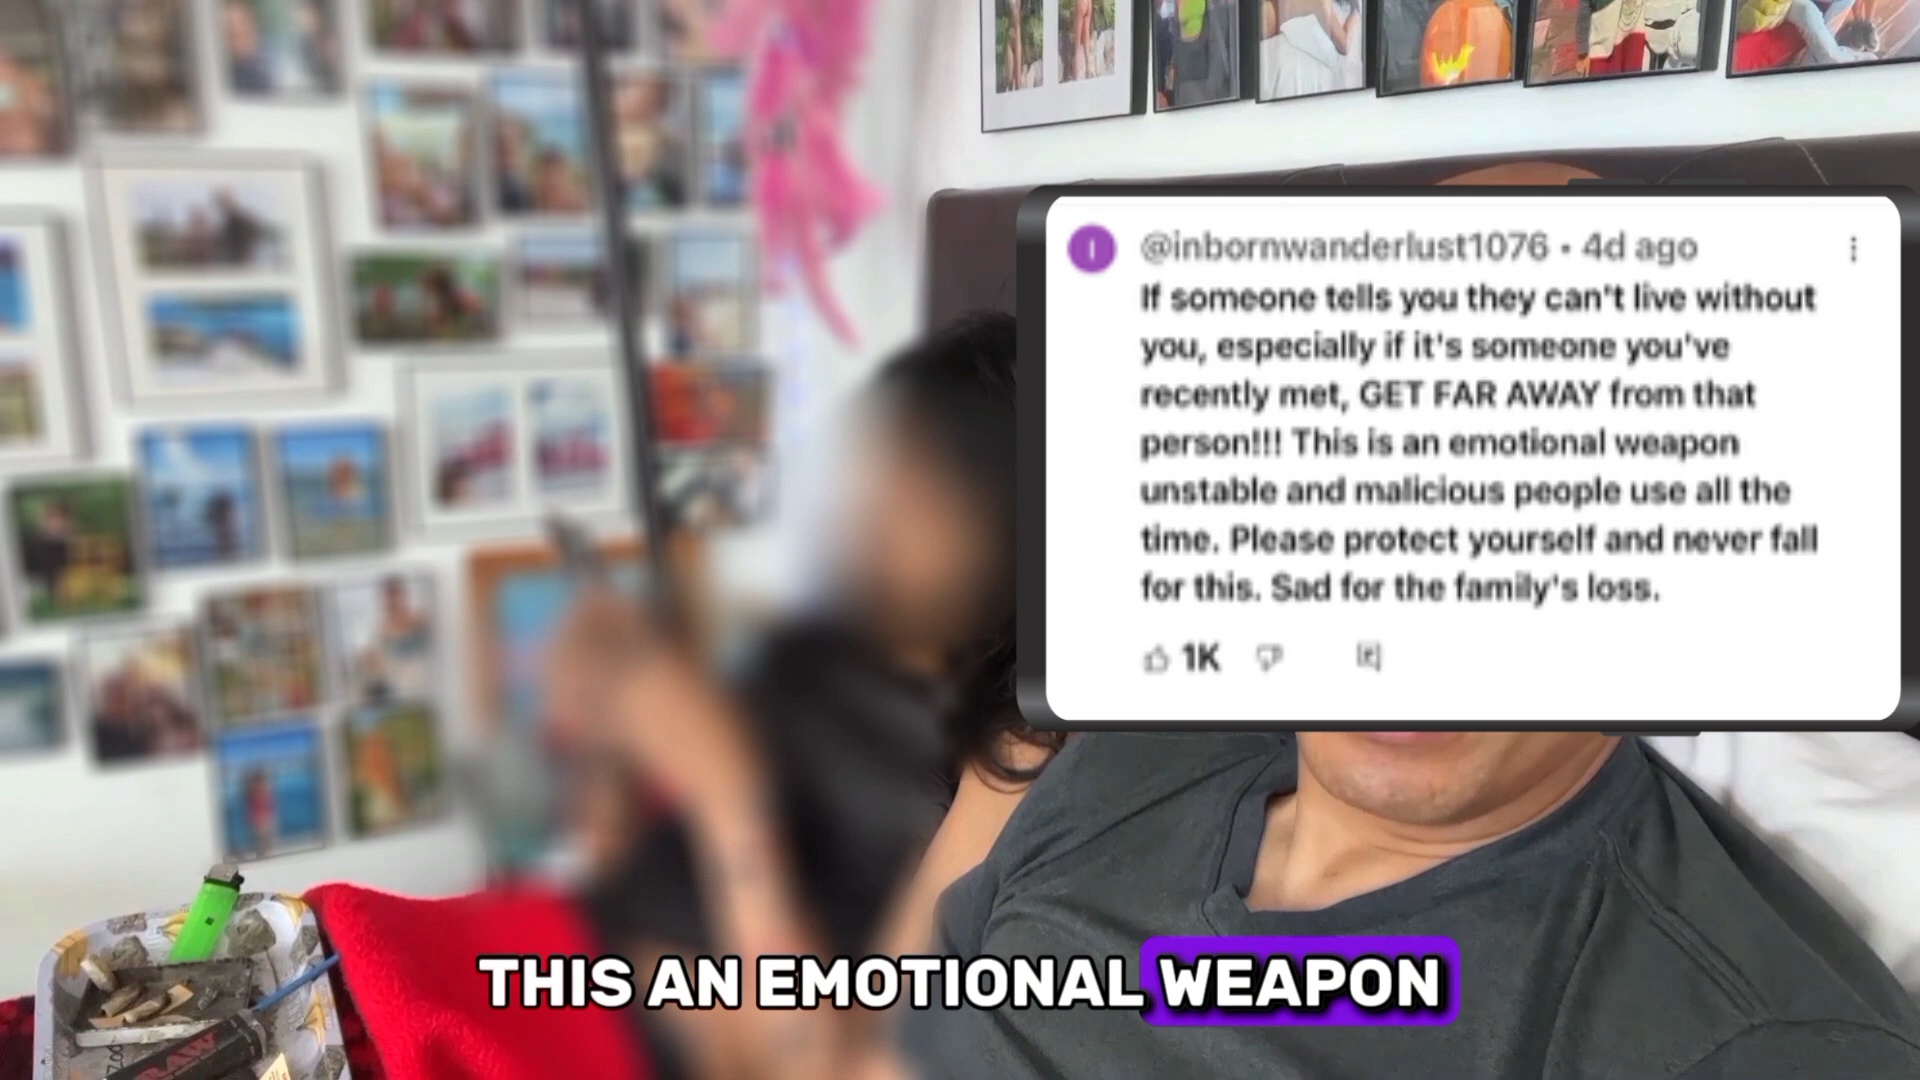 @inbornwanderlust1076 • 4d ago
If someone tells you they can't live without
you, especially if it's someone you've
recently met, GET FAR AWAY from that
person!!! This is an emotional weapon
unstable and malicious people use all the
time. Please protect yourself and never fall
for this. Sad for the family's loss.
1K
THIS AN EMOTIONAL WEAPON
RAW